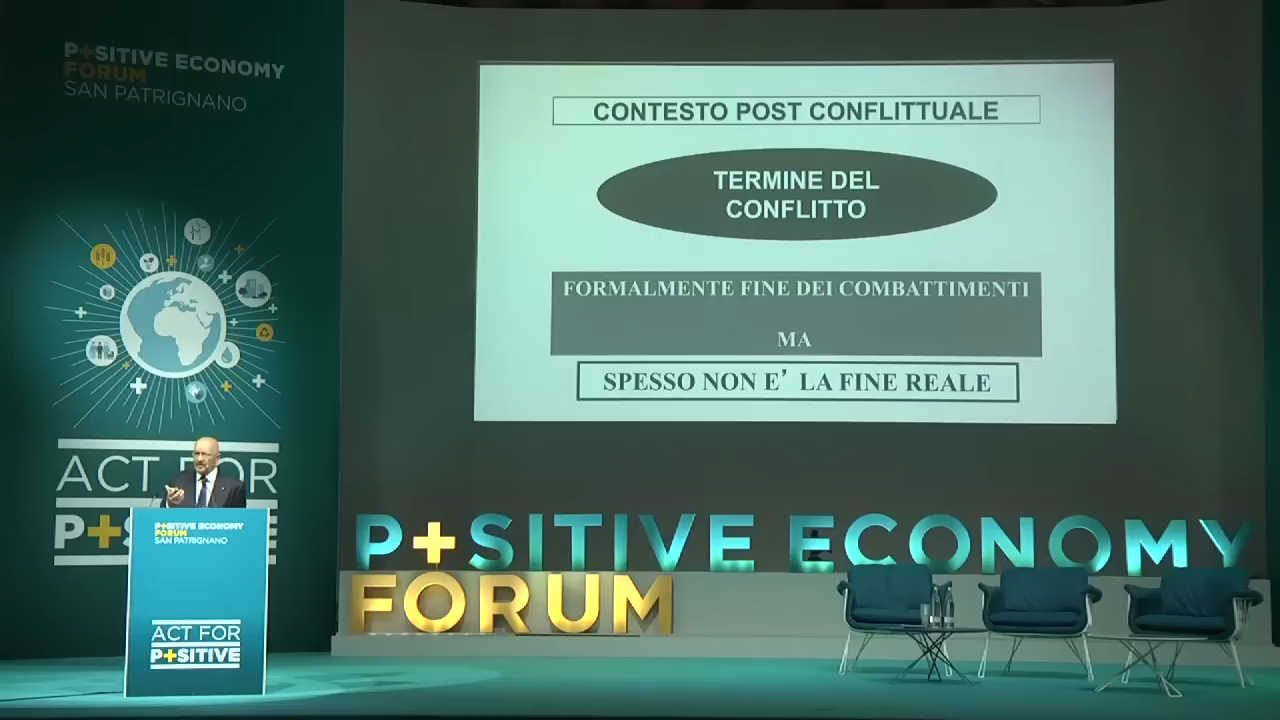 P+SITIVE ECONOMY
FORUM
SAN PATRIGNANO
CONTESTO POST CONFLITTUALE
TERMINE DEL
CONFLITTO
FORMALMENTE FINE DEI COMBATTIMENTI
MA
SPESSO NON E’ LA FINE REALE
ACT FOR
P+SITIVE
P+SITIVE ECONOMY
FORUM
SAN PATRIGNANO
ACT FOR
P+SITIVE
P+SITIVE ECONOMY
FORUM